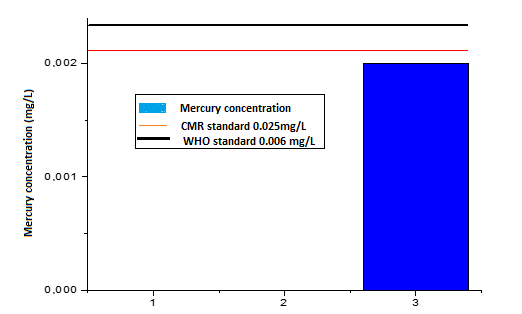 Mercury concentration (mg/L)
0,002
0,001
0,000
Mercury concentration
CMR standard 0.025mg/L
WHO standard 0.006 mg/L
1 2 3